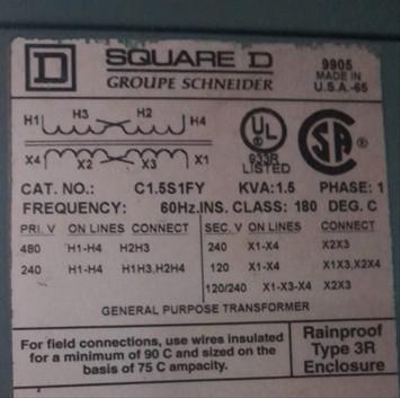 D SQUARE D
GROUPE SCHNEIDER
9905
MADE IN
U.S.A.-65
H1 H3 H2 H4
X4 X2 X3 X1
UL
933R
LISTED
SA
CAT. NO.: C1.5S1FY KVA:1.5 PHASE: 1
FREQUENCY: 60Hz.INS. CLASS: 180 DEG. C
PRI. V ON LINES CONNECT SEC. V ON LINES CONNECT
480 H1-H4 H2H3 240 X1-X4 X2X3
240 H1-H4 H1H3,H2H4 120 X1-X4 X1X3,X2X4
120/240 X1-X3-X4 X2X3
GENERAL PURPOSE TRANSFORMER
For field connections, use wires insulated
for a minimum of 90 C and sized on the
basis of 75 C ampacity.
Rainproof
Type 3R
Enclosure